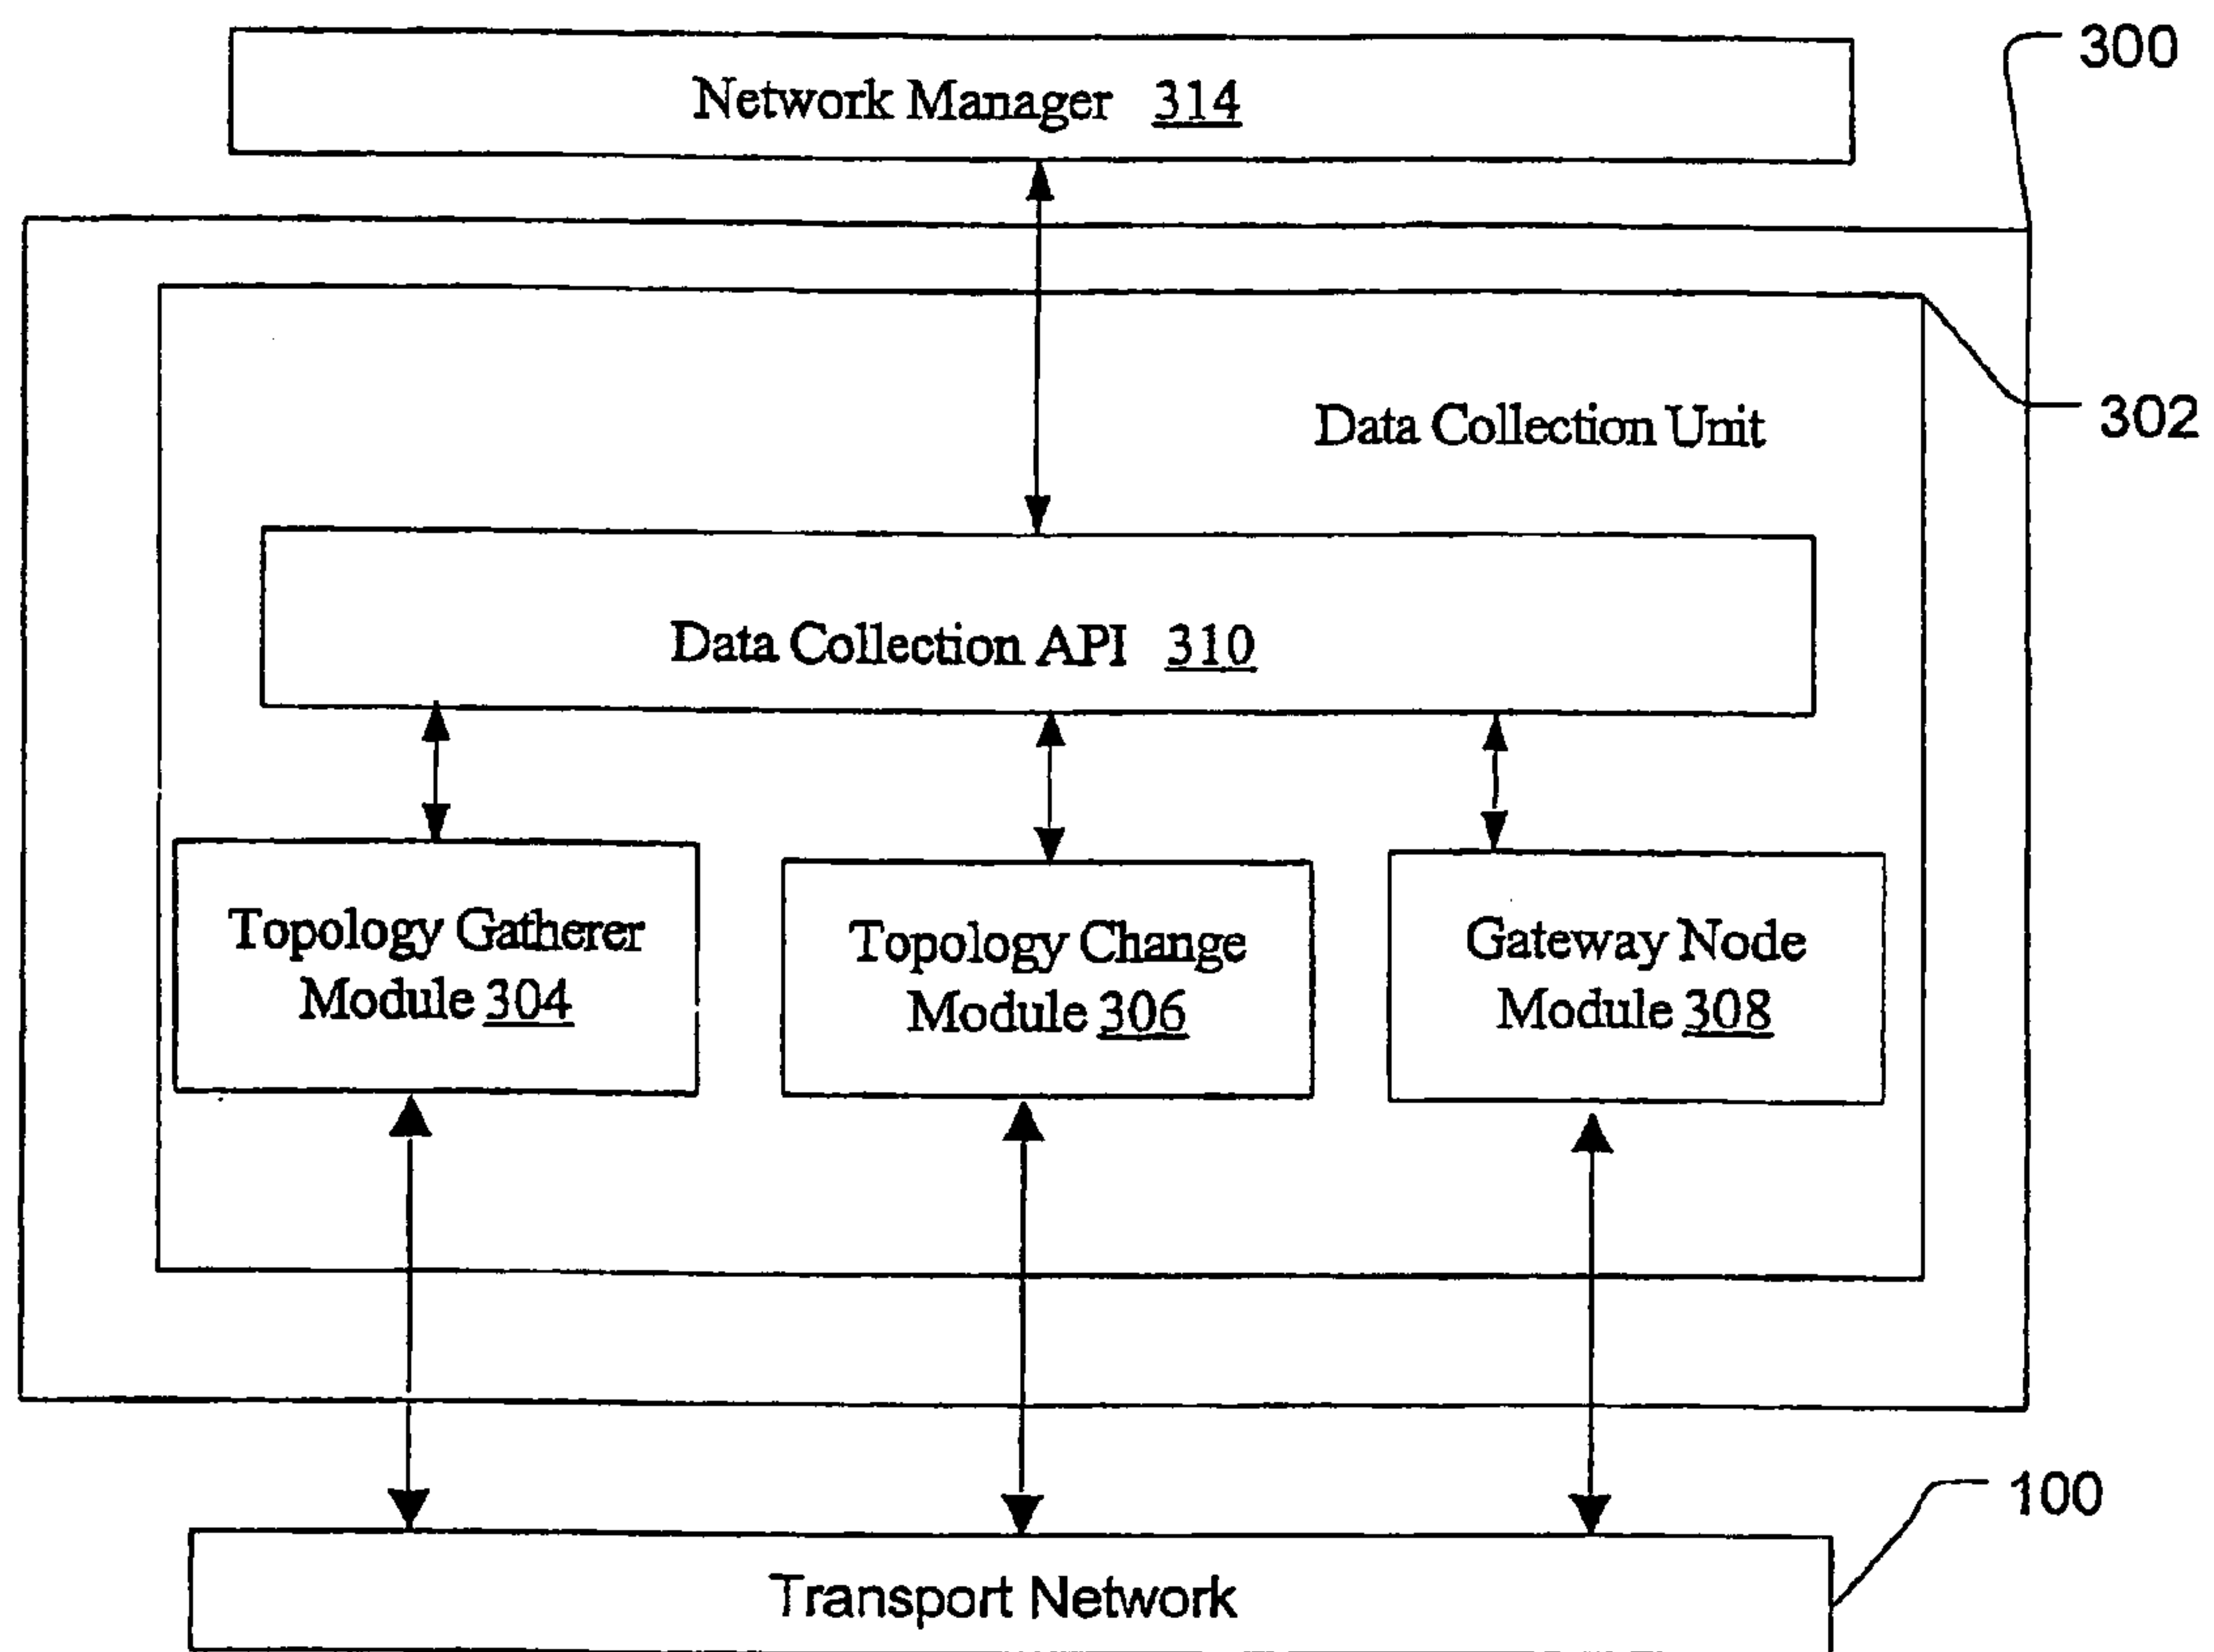 300
Network Manager 314
302
Data Collection Unit
Data Collection API 310
Topology Gatherer
Module 304
Topology Change
Module 306
Gateway Node
Module 308
100
Transport Network